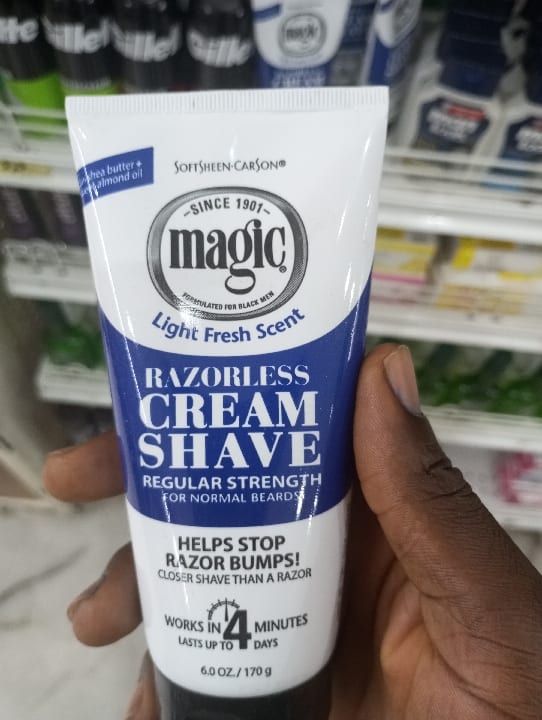 Gillet
shea butter +
almond oil
SOFTSHEEN·CARSON®
SINCE 1901
magic®
FORMULATED FOR BLACK MEN
Light Fresh Scent
RAZORLESS
CREAM
SHAVE
REGULAR STRENGTH
FOR NORMAL BEARDS
HELPS STOP
RAZOR BUMPS!
CLOSER SHAVE THAN A RAZOR
WORKS IN 4 MINUTES
LASTS UP TO 4 DAYS
6.0 OZ./170 g